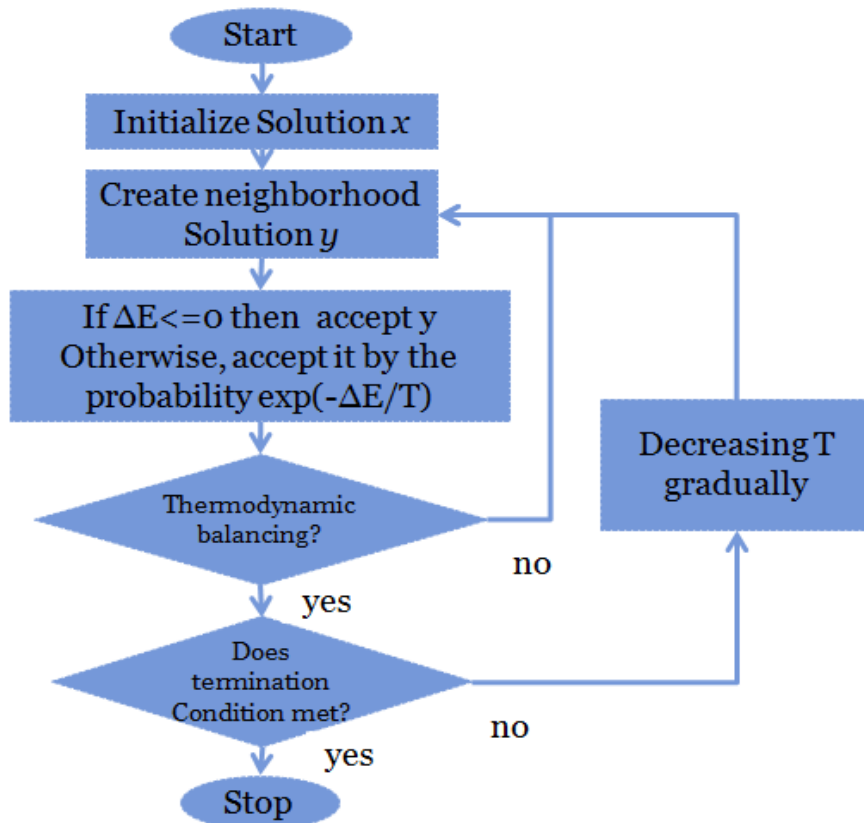 Start
Initialize Solution x
Create neighborhood
Solution y
If ΔE<=0 then accept y
Otherwise, accept it by the
probability exp(-ΔE/T)
Decreasing T
gradually
Thermodynamic
balancing?
no
yes
Does
termination
Condition met?
no
yes
Stop